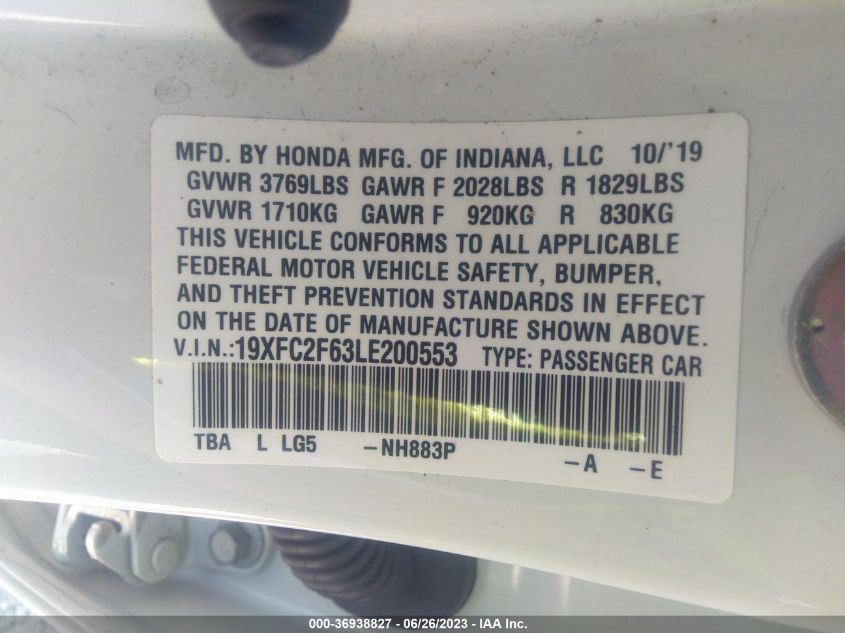 MFD. BY HONDA MFG. OF INDIANA, LLC 10/'19
GVWR 3769LBS GAWR F 2028LBS R 1829LBS
GVWR 1710KG GAWR F 920KG R 830KG
THIS VEHICLE CONFORMS TO ALL APPLICABLE
FEDERAL MOTOR VEHICLE SAFETY, BUMPER,
AND THEFT PREVENTION STANDARDS IN EFFECT
ON THE DATE OF MANUFACTURE SHOWN ABOVE.
V.I.N.:19XFC2F63LE200553 TYPE: PASSENGER CAR
TBA L LG5 -NH883P -A -E
000-36938827 - 06/26/2023 - IAA Inc.